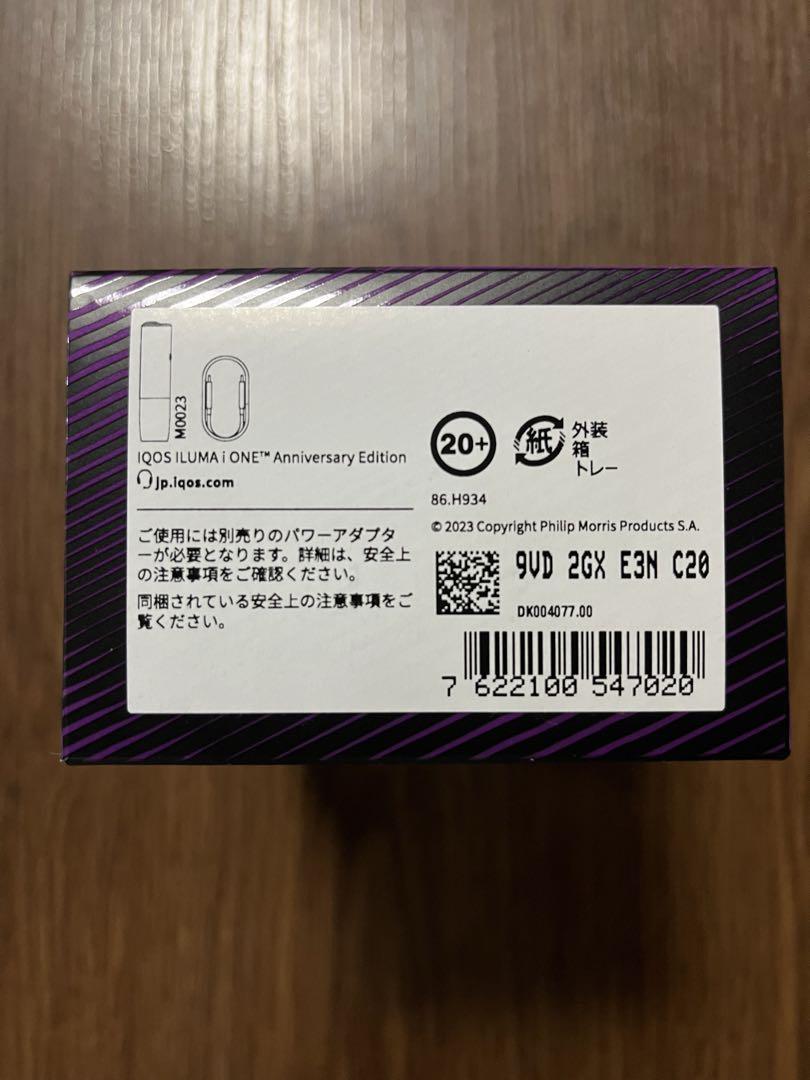 M0023
IQOS ILUMA i ONE™ Anniversary Edition
jp.iqos.com
ご使用には別売りのパワーアダプタ
ーが必要となります。詳細は、安全上
の注意事項をご確認ください。
同梱されている安全上の注意事項をご
覧ください。
20+
紙
外装
箱
トレー
86.H934
© 2023 Copyright Philip Morris Products S.A.
9VD 2GX E3N C20
DK004077.00
7 622100 547020